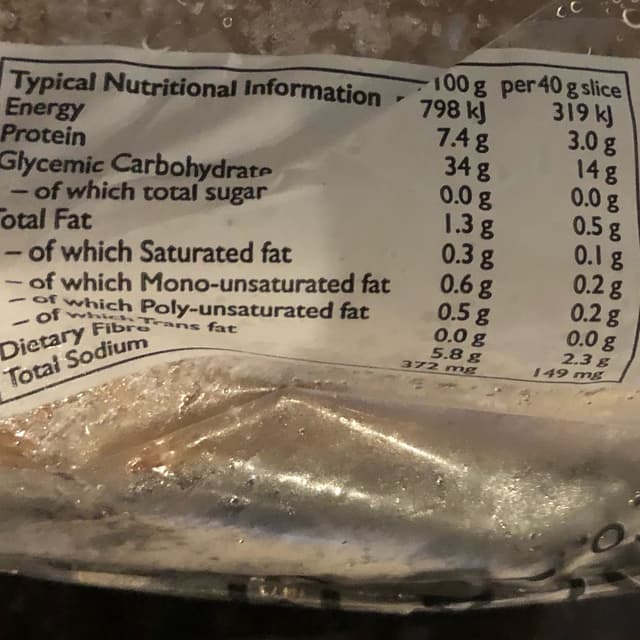 Typical Nutritional Information 100 g per 40 g slice
Energy 798 kJ 319 kJ
Protein 7.4 g 3.0 g
Glycemic Carbohydrate 34 g 14 g
– of which total sugar 0.0 g 0.0 g
Total Fat 1.3 g 0.5 g
– of which Saturated fat 0.3 g 0.1 g
– of which Mono-unsaturated fat 0.6 g 0.2 g
– of which Poly-unsaturated fat 0.5 g 0.2 g
– of which Trans fat 0.0 g 0.0 g
Dietary Fibre 5.8 g 2.3 g
Total Sodium 372 mg 149 mg